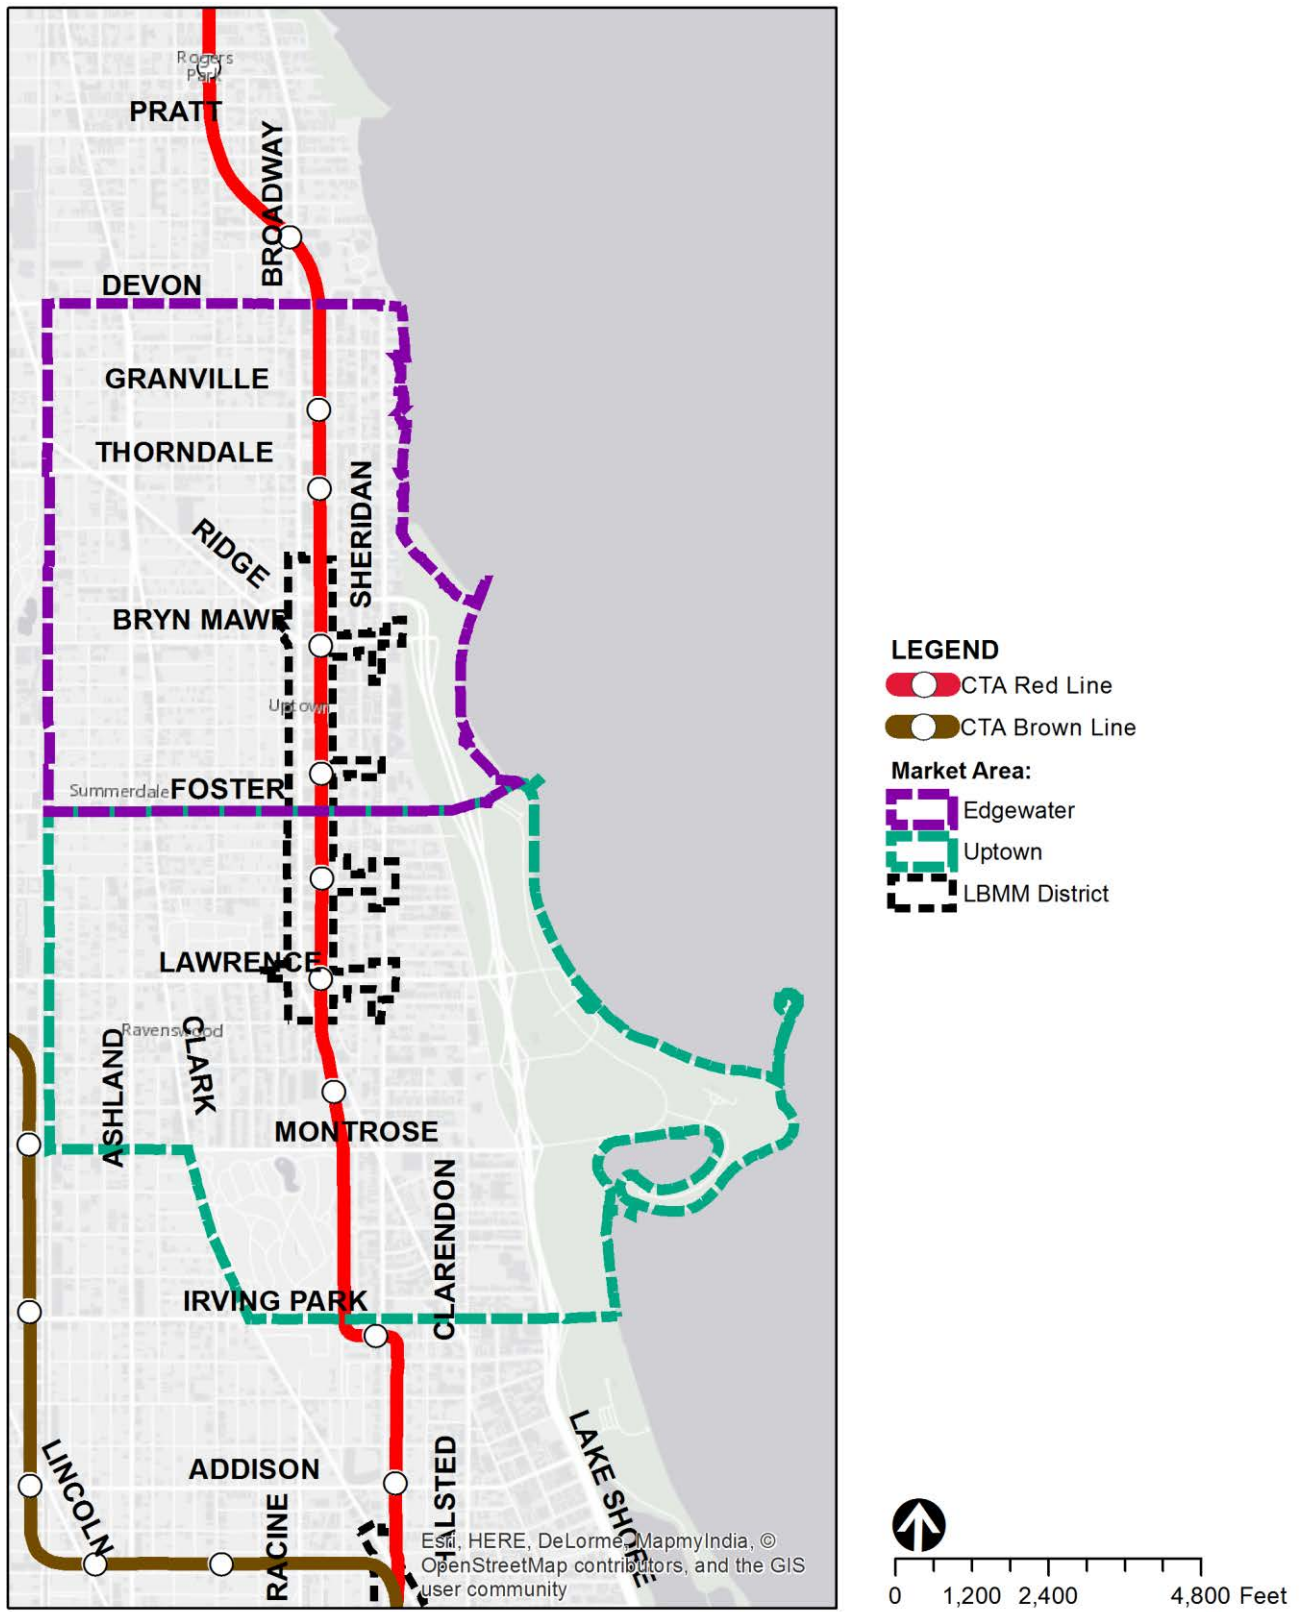 Rogers
Park
PRATT
BROADWAY
DEVON
GRANVILLE
THORNDALE
SHERIDAN
RIDGE
BRYN MAWR
Uptown
Summerdale
FOSTER
LAWRENCE
Ravenswood
CLARK
ASHLAND
MONTROSE
CLARENDON
IRVING PARK
LINCOLN
ADDISON
RACINE
HALSTED
LAKE SHORE
Esri, HERE, DeLorme, MapmyIndia, ©
OpenStreetMap contributors, and the GIS
user community
LEGEND
CTA Red Line
CTA Brown Line
Market Area:
Edgewater
Uptown
LBMM District
0 1,200 2,400 4,800 Feet